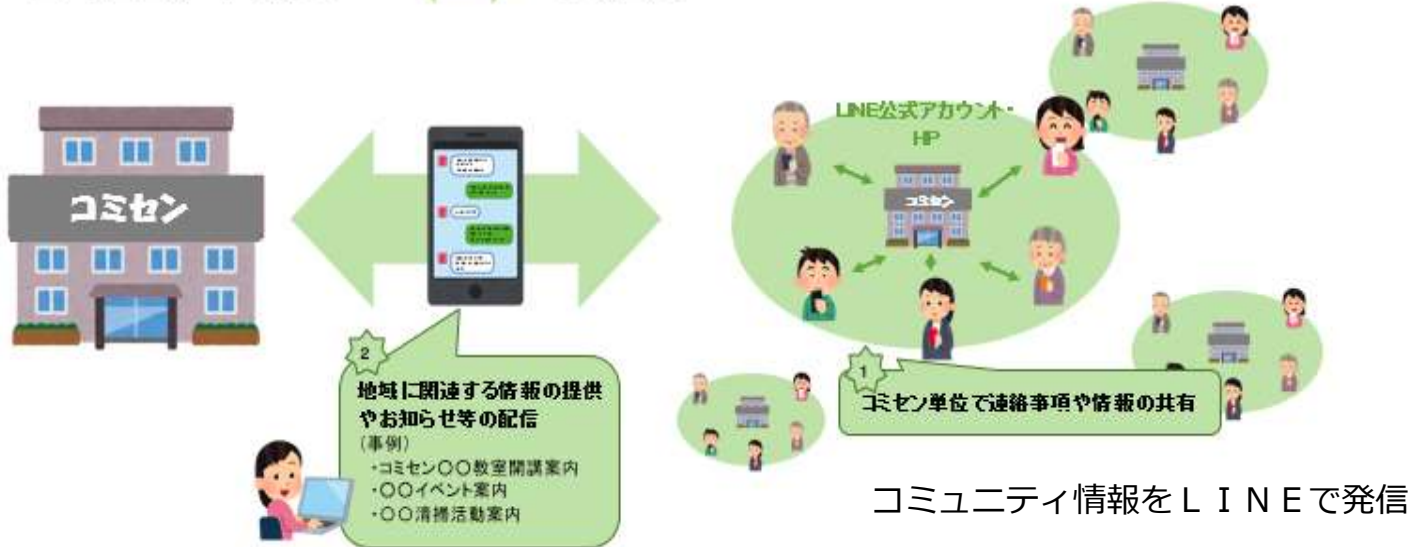 コミセン
LINE公式アカウント・
HP
コミセン
2
地域に関連する情報の提供
やお知らせ等の配信
(事例)
・コミセン〇〇教室開講案内
・〇〇イベント案内
・〇〇清掃活動案内
1
コミセン単位で連絡事項や情報の共有
コミュニティ情報をＬＩＮＥで発信